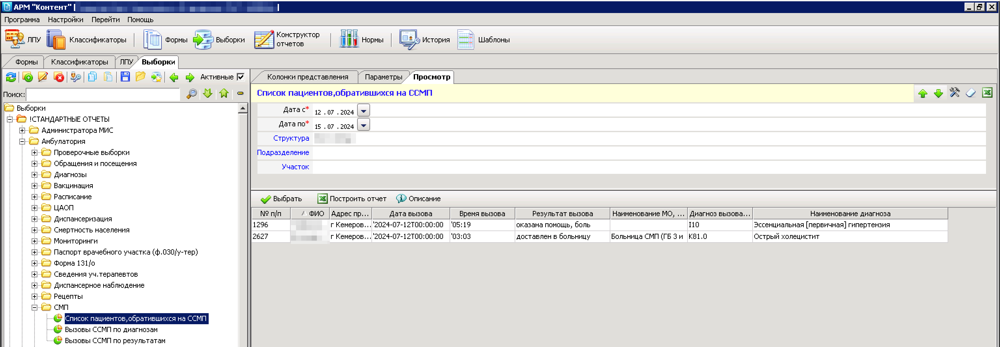 АРМ "Контент" |
Программа Настройки Перейти Помощь
ЛПУ Классификаторы Формы Выборки Конструктор отчетов Нормы История Шаблоны
Формы Классификаторы ЛПУ Выборки
Активные
Поиск:
Выборки
!СТАНДАРТНЫЕ ОТЧЕТЫ
Администратора МИС
Амбулатория
Проверочные выборки
Обращения и посещения
Диагнозы
Вакцинация
Расписание
ЦАОП
Диспансеризация
Смертность населения
Мониторинги
Паспорт врачебного участка (ф.030/у-тер)
Форма 131/о
Сведения уч.терапевтов
Диспансерное наблюдение
Рецепты
СМП
Список пациентов,обратившихся на ССМП
Вызовы ССМП по диагнозам
Вызовы ССМП по результатам
Колонки представления Параметры Просмотр
Список пациентов,обратившихся на ССМП
Дата с* 12 . 07 . 2024
Дата по* 15 . 07 . 2024
Структура
Подразделение
Участок
Выбрать Построить отчет Описание
№ п/п ФИО Адрес пр... Дата вызова Время вызова Результат вызова Наименование МО, ... Диагноз вызова... Наименование диагноза
1296 г Кемеров... '2024-07-12T00:00:00 '05:19 оказана помощь, боль I10 Эссенциальная [первичная] гипертензия
2627 г Кемеров... '2024-07-12T00:00:00 '03:03 доставлен в больницу Больница СМП (ГБ 3 и K81.0 Острый холецистит